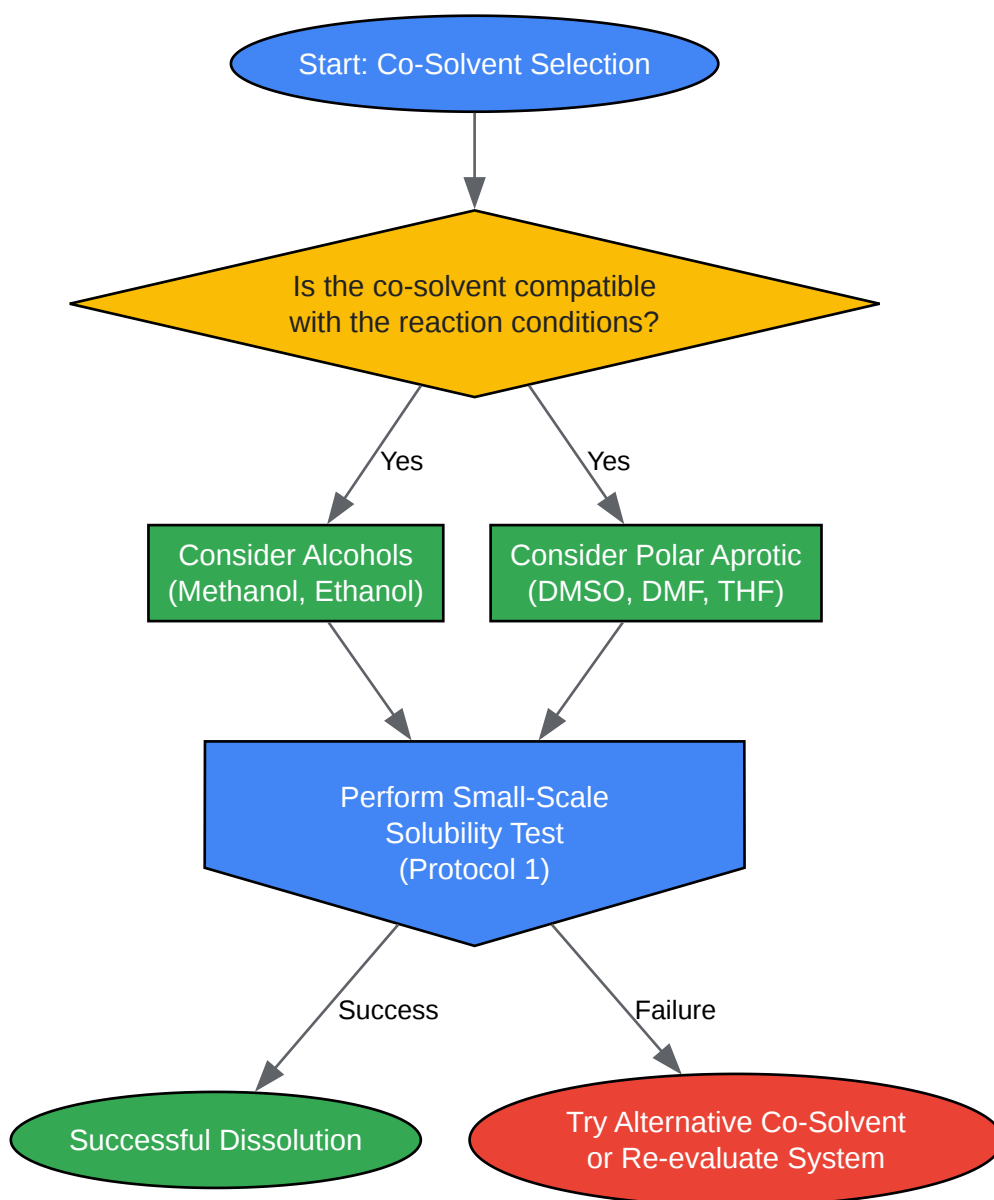 Start: Co-Solvent Selection
Is the co-solvent compatible
with the reaction conditions?
Yes
Yes
Consider Alcohols
(Methanol, Ethanol)
Consider Polar Aprotic
(DMSO, DMF, THF)
Perform Small-Scale
Solubility Test
(Protocol 1)
Success
Failure
Successful Dissolution
Try Alternative Co-Solvent
or Re-evaluate System